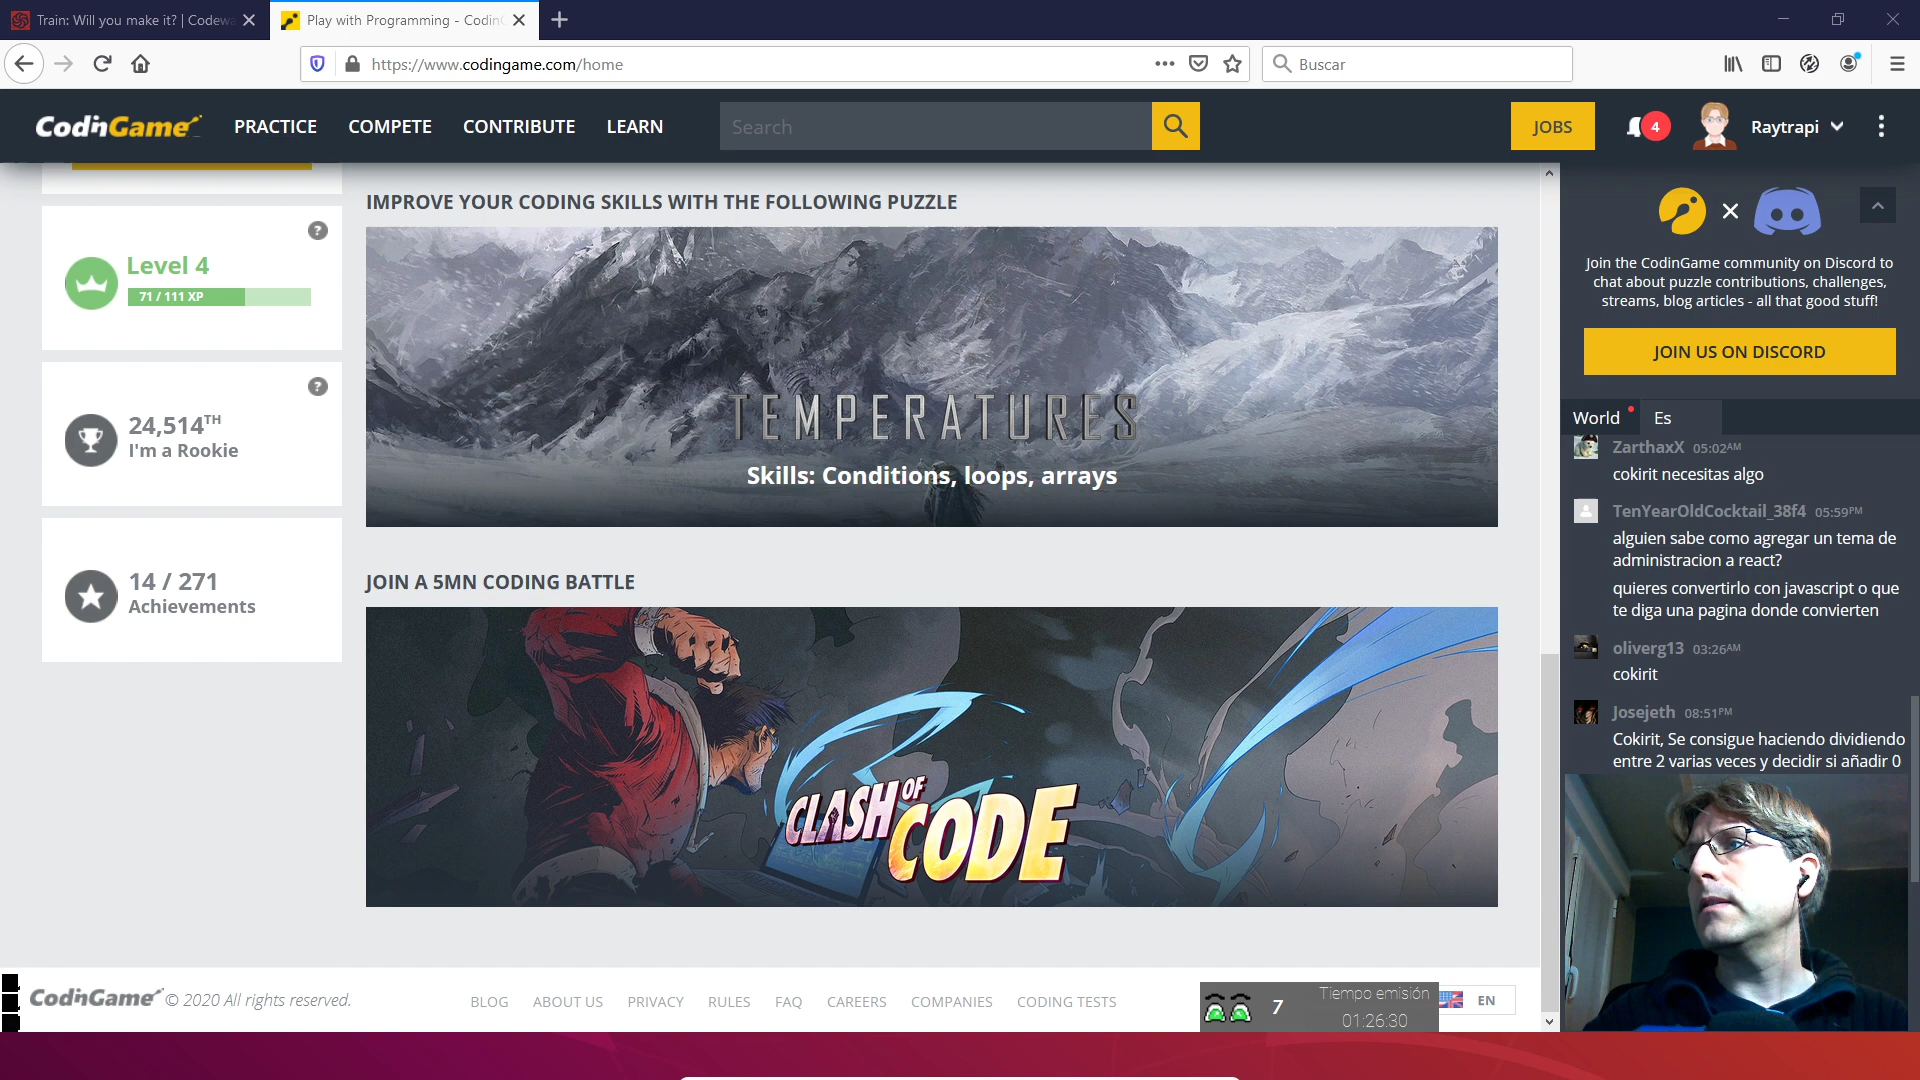 Train: Will you make it? | Codewa
Play with Programming - CodinG
https://www.codingame.com/home
Buscar
CodinGame
PRACTICE
COMPETE
CONTRIBUTE
LEARN
Search
JOBS
4
Raytrapi
Level 4
71 / 111 XP
24,514TH
I'm a Rookie
14 / 271
Achievements
IMPROVE YOUR CODING SKILLS WITH THE FOLLOWING PUZZLE
TEMPERATURES
Skills: Conditions, loops, arrays
JOIN A 5MN CODING BATTLE
CLASH OF
CODE
Join the CodinGame community on Discord to
chat about puzzle contributions, challenges,
streams, blog articles - all that good stuff!
JOIN US ON DISCORD
World
Es
ZarthaxX 05:02AM
cokirit necesitas algo
TenYearOldCocktail_38f4 05:59PM
alguien sabe como agregar un tema de
administracion a react?
quieres convertirlo con javascript o que
te diga una pagina donde convierten
oliverg13 03:26AM
cokirit
Josejeth 08:51PM
Cokirit, Se consigue haciendo dividiendo
entre 2 varias veces y decidir si añadir 0
CodinGame © 2020 All rights reserved.
BLOG
ABOUT US
PRIVACY
RULES
FAQ
CAREERS
COMPANIES
CODING TESTS
7
Tiempo emisión
01:26:30
EN